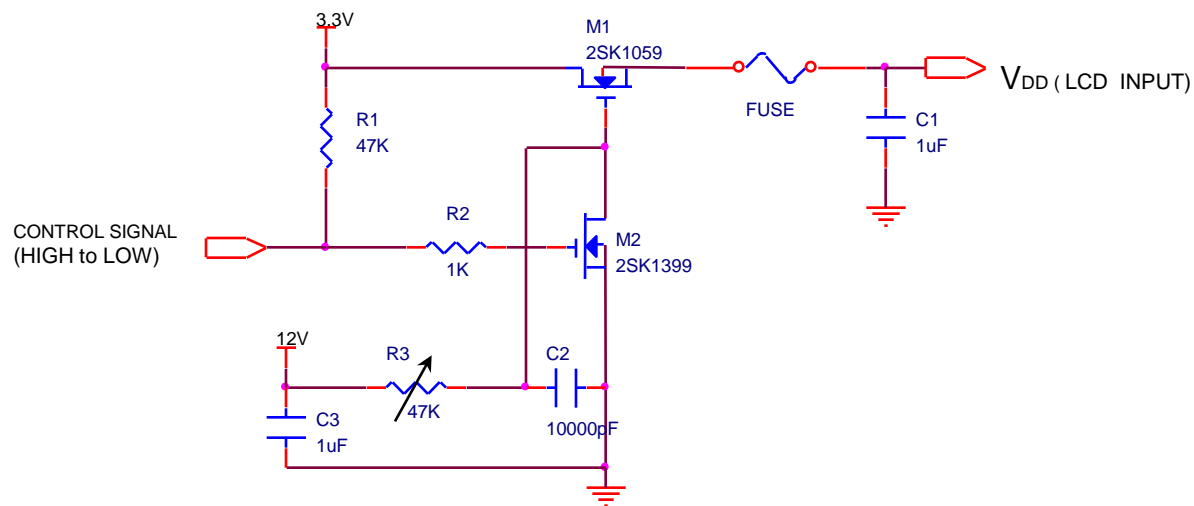 3.3V
M1
2SK1059
FUSE
VDD ( LCD INPUT)
R1
47K
C1
1uF
CONTROL SIGNAL
(HIGH to LOW)
R2
1K
M2
2SK1399
12V
R3
47K
C2
10000pF
C3
1uF